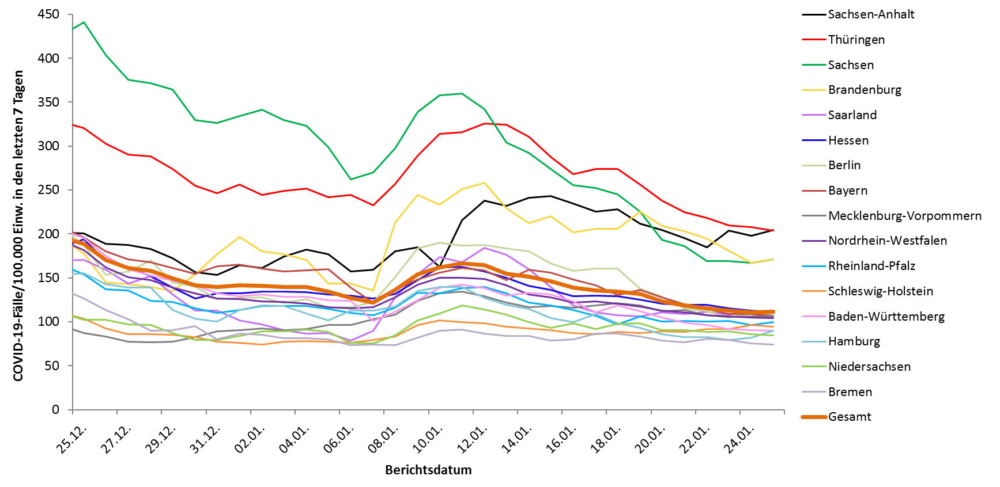 COVID-19-Fälle/100.000 Einw. in den letzten 7 Tagen
450
400
350
300
250
200
150
100
50
0
25.12.
27.12.
29.12.
31.12.
02.01.
04.01.
06.01.
08.01.
10.01.
12.01.
14.01.
16.01.
18.01.
20.01.
22.01.
24.01.
Berichtsdatum
Sachsen-Anhalt
Thüringen
Sachsen
Brandenburg
Saarland
Hessen
Berlin
Bayern
Mecklenburg-Vorpommern
Nordrhein-Westfalen
Rheinland-Pfalz
Schleswig-Holstein
Baden-Württemberg
Hamburg
Niedersachsen
Bremen
Gesamt